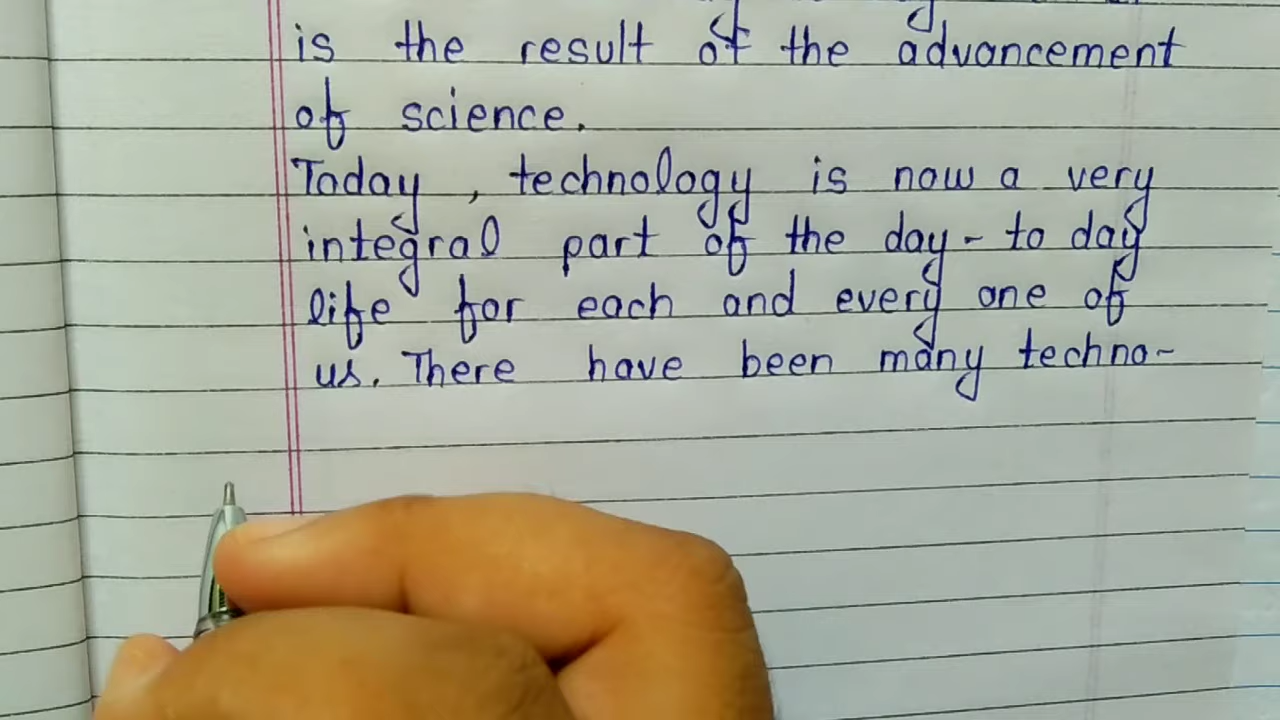 is the result of the advancement
of science.
Today , technology is now a very
integral part of the day - to day
life for each and every one of
us. There have been many techno-